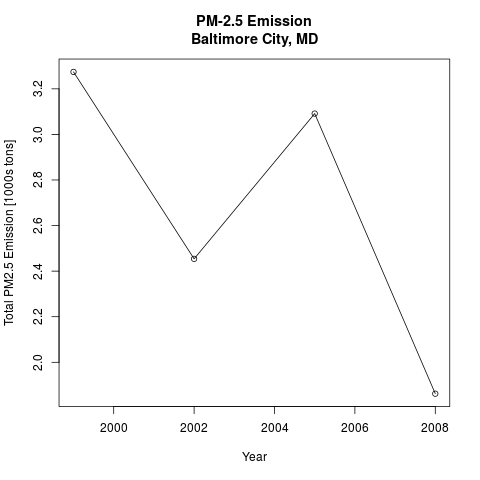 PM-2.5 Emission
Baltimore City, MD
Total PM2.5 Emission [1000s tons]
3.2
3.0
2.8
2.6
2.4
2.2
2.0
2000 2002 2004 2006 2008
Year